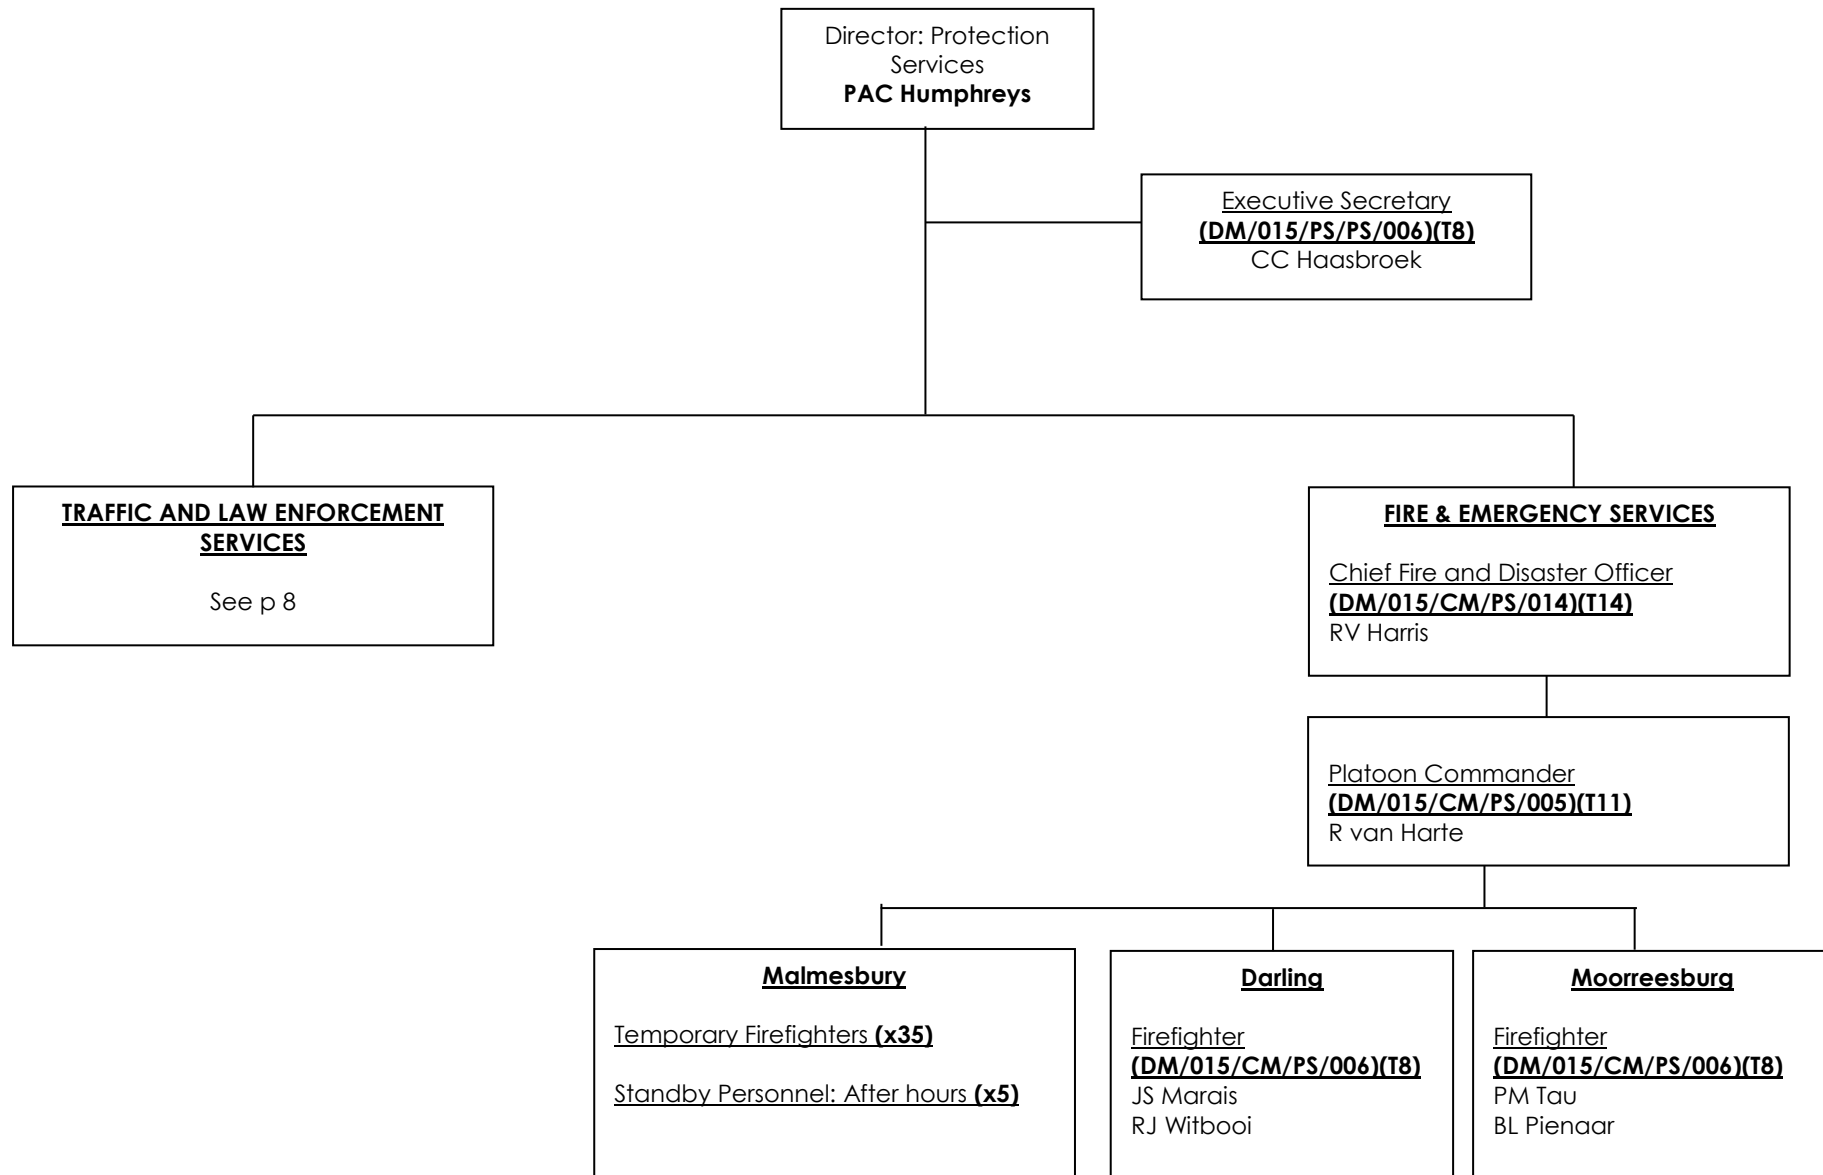 Director: Protection
Services
PAC Humphreys
Executive Secretary
(DM/015/PS/PS/006)(T8)
CC Haasbroek
TRAFFIC AND LAW ENFORCEMENT
SERVICES
See p 8
FIRE & EMERGENCY SERVICES
Chief Fire and Disaster Officer
(DM/015/CM/PS/014)(T14)
RV Harris
Platoon Commander
(DM/015/CM/PS/005)(T11)
R van Harte
Malmesbury
Temporary Firefighters (x35)
Standby Personnel: After hours (x5)
Darling
Firefighter
(DM/015/CM/PS/006)(T8)
JS Marais
RJ Witbooi
Moorreesburg
Firefighter
(DM/015/CM/PS/006)(T8)
PM Tau
BL Pienaar